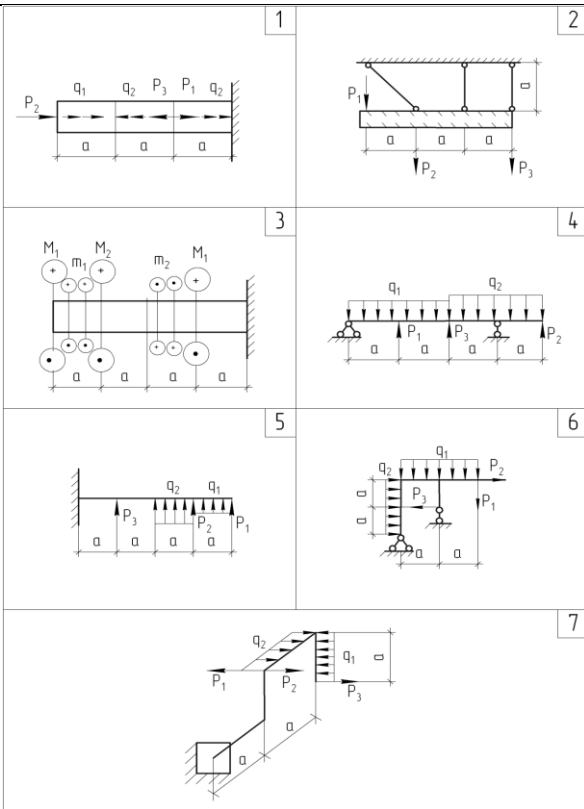 1
q₁ q₂ P₃ P₁ q₂
P₂
a a a
2
P₁
a
a a a
P₂ P₃
3
M₁ M₂ M₁
m₁ m₂
+ + + + + + +
a a a a
4
q₁ q₂
P₁ P₃ P₂
a a a a
5
q₂ q₁
P₃ P₂ P₁
a a a a
6
q₁
q₂ P₂
a P₃ P₁
a
a a
7
q₂
q₁ a
P₁ P₂
P₃
a
a